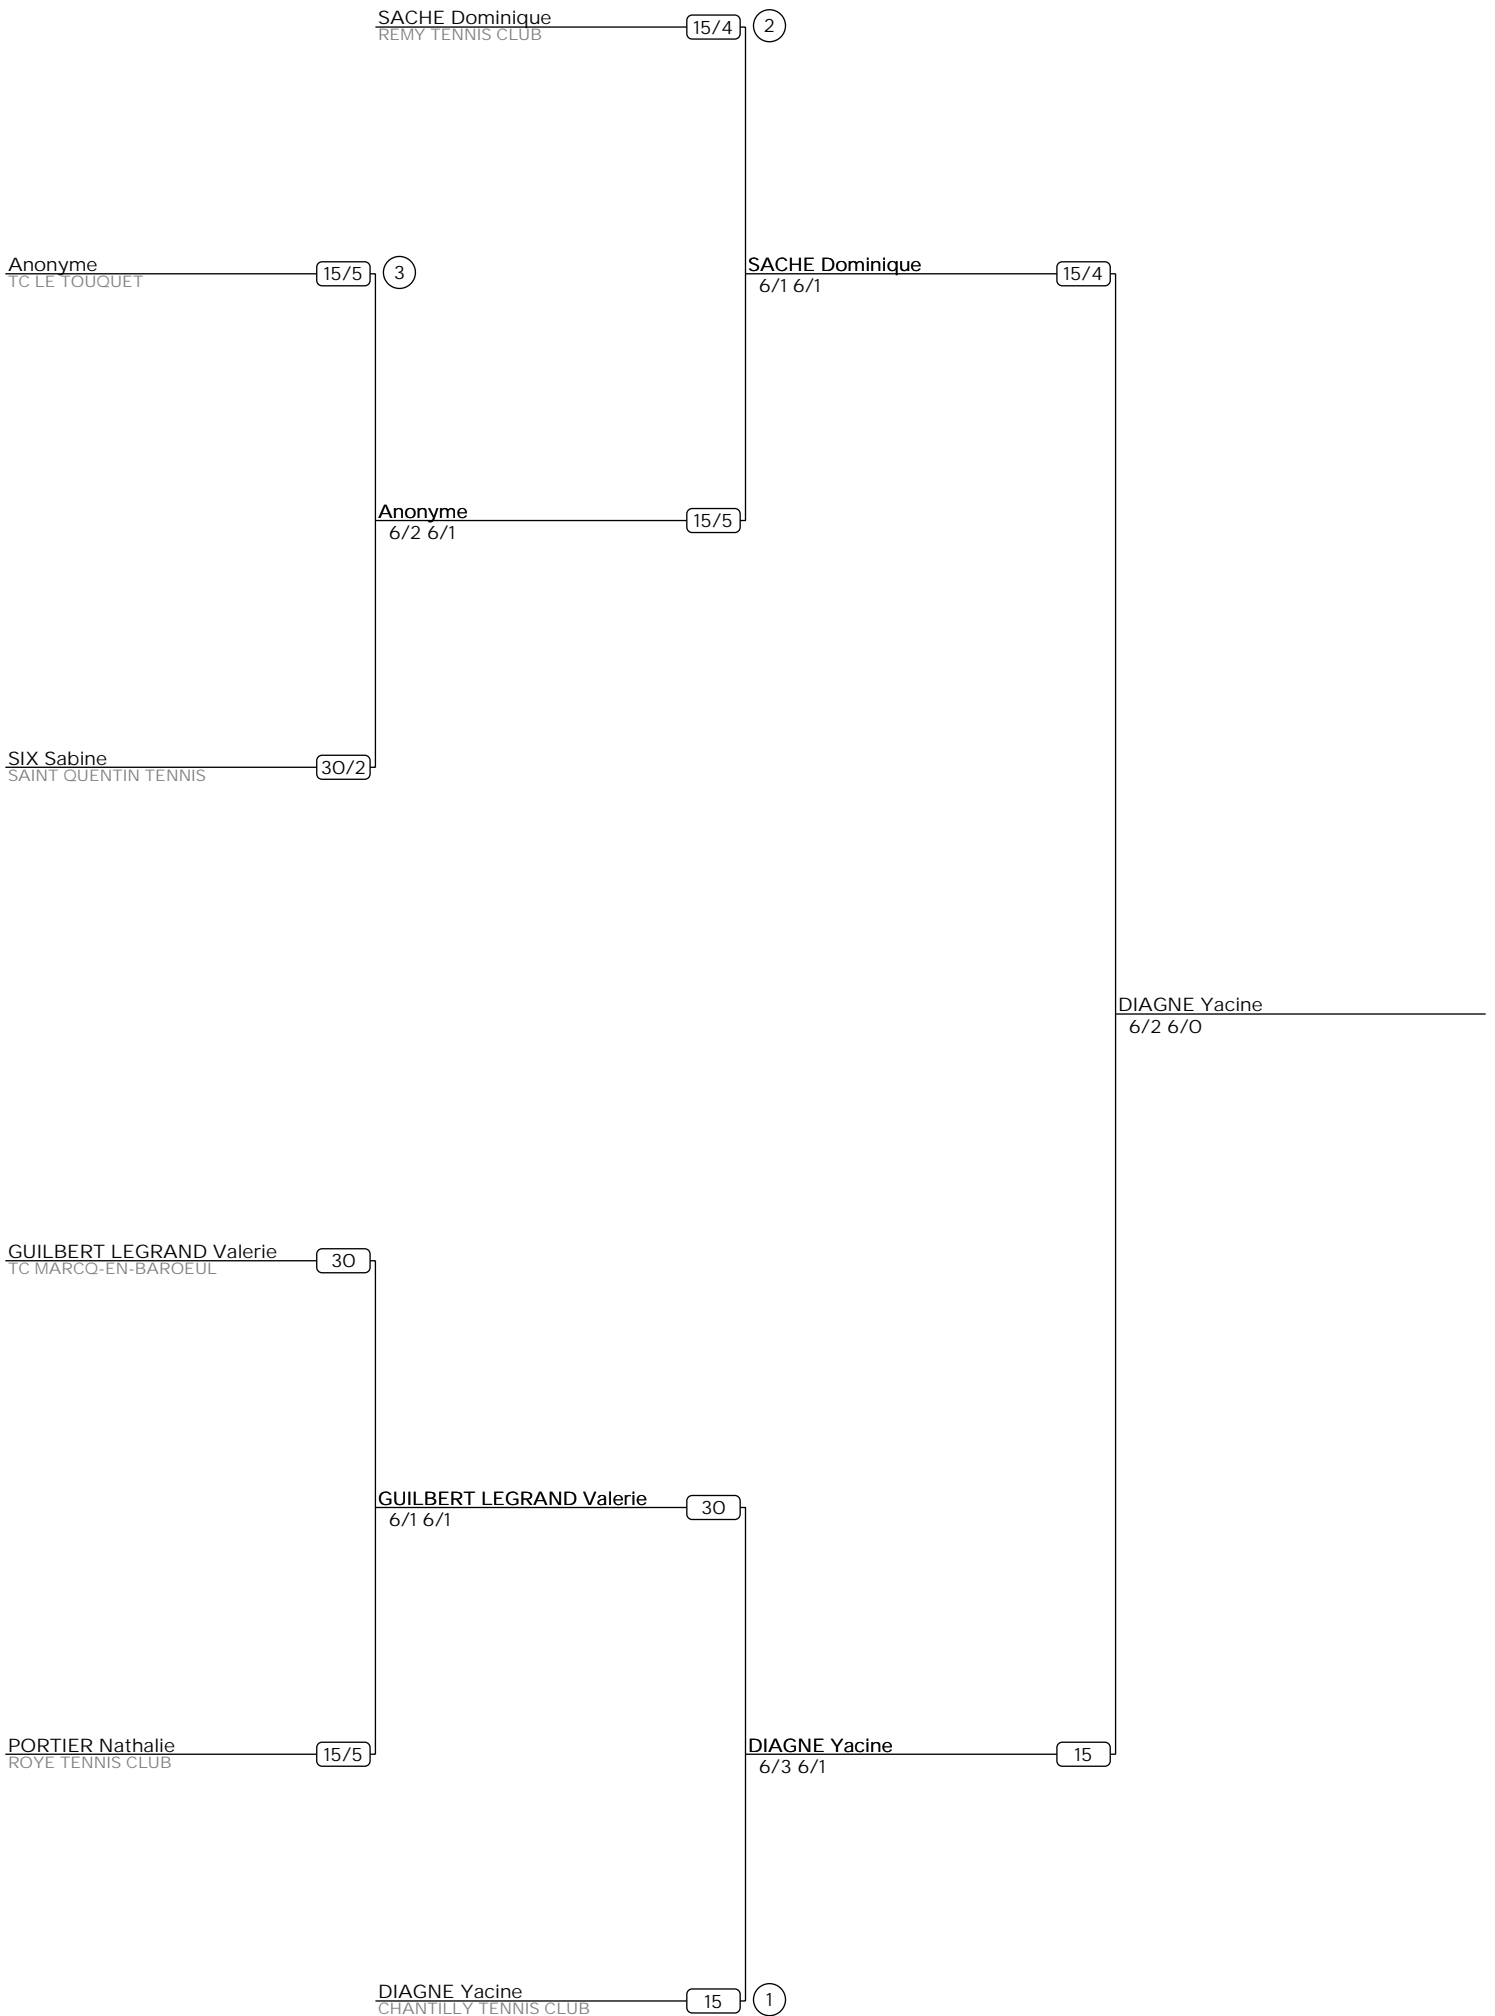 SACHE Dominique
REMY TENNIS CLUB
15/4
2
Anonyme
TC LE TOUQUET
15/5
3
SACHE Dominique
6/1 6/1
15/4
Anonyme
6/2 6/1
15/5
SIX Sabine
SAINT QUENTIN TENNIS
30/2
DIAGNE Yacine
6/2 6/0
GUILBERT LEGRAND Valerie
TC MARCQ-EN-BAROEUL
30
GUILBERT LEGRAND Valerie
6/1 6/1
30
PORTIER Nathalie
ROYE TENNIS CLUB
15/5
DIAGNE Yacine
6/3 6/1
15
DIAGNE Yacine
CHANTILLY TENNIS CLUB
15
1